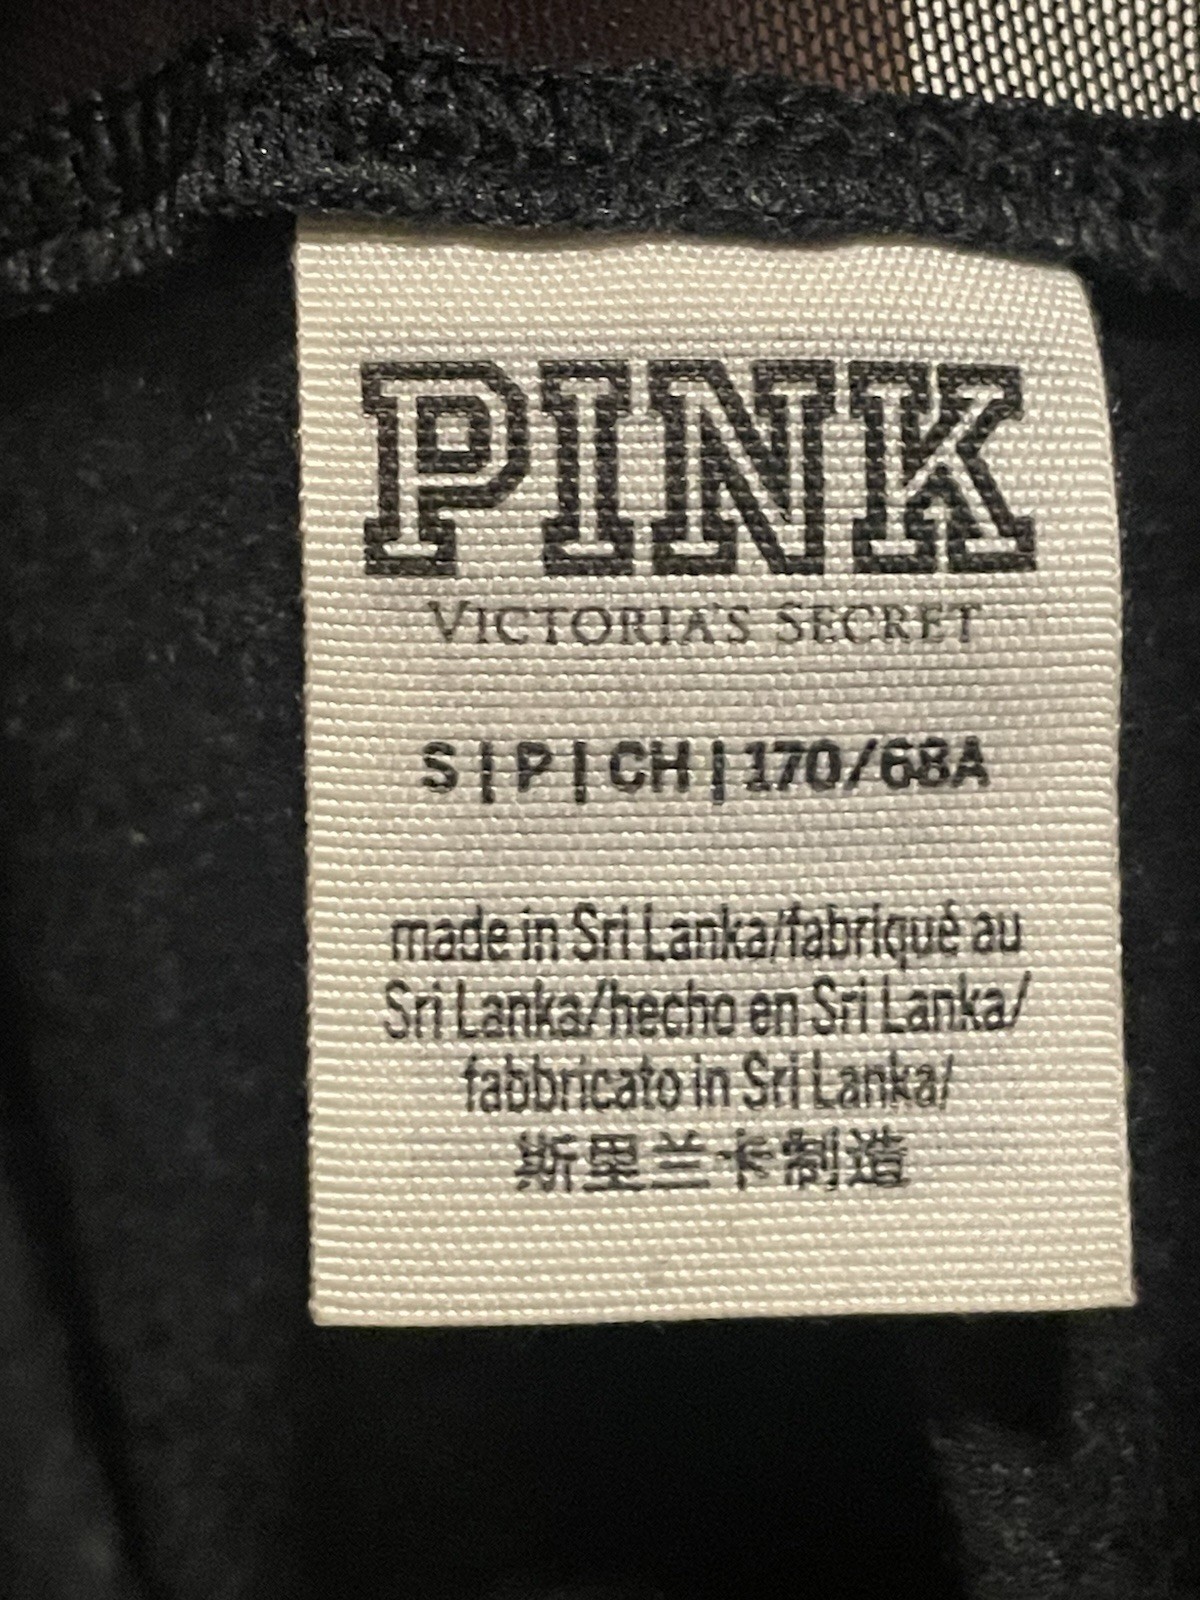 PINK
VICTORIA'S SECRET
S | P | CH | 170/68A
made in Sri Lanka/fabriqué au
Sri Lanka/hecho en Sri Lanka/
fabbricato in Sri Lanka/
斯里兰卡制造